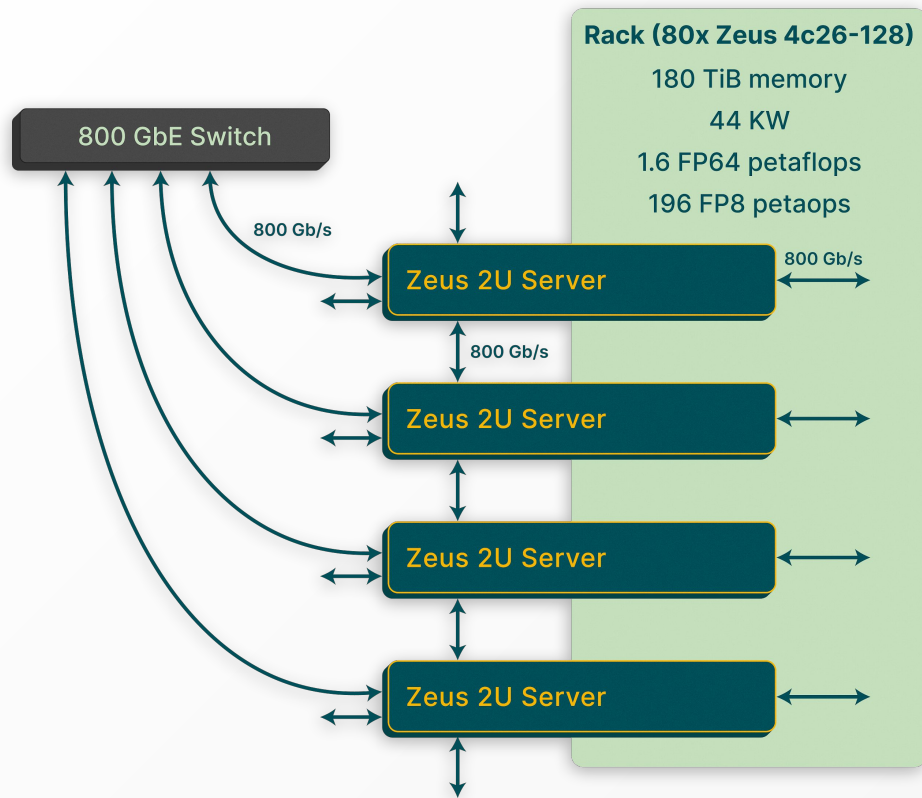 Rack (80x Zeus 4c26-128)
180 TiB memory
44 KW
1.6 FP64 petaflops
196 FP8 petaops
800 GbE Switch
800 Gb/s
800 Gb/s
Zeus 2U Server
800 Gb/s
Zeus 2U Server
Zeus 2U Server
Zeus 2U Server